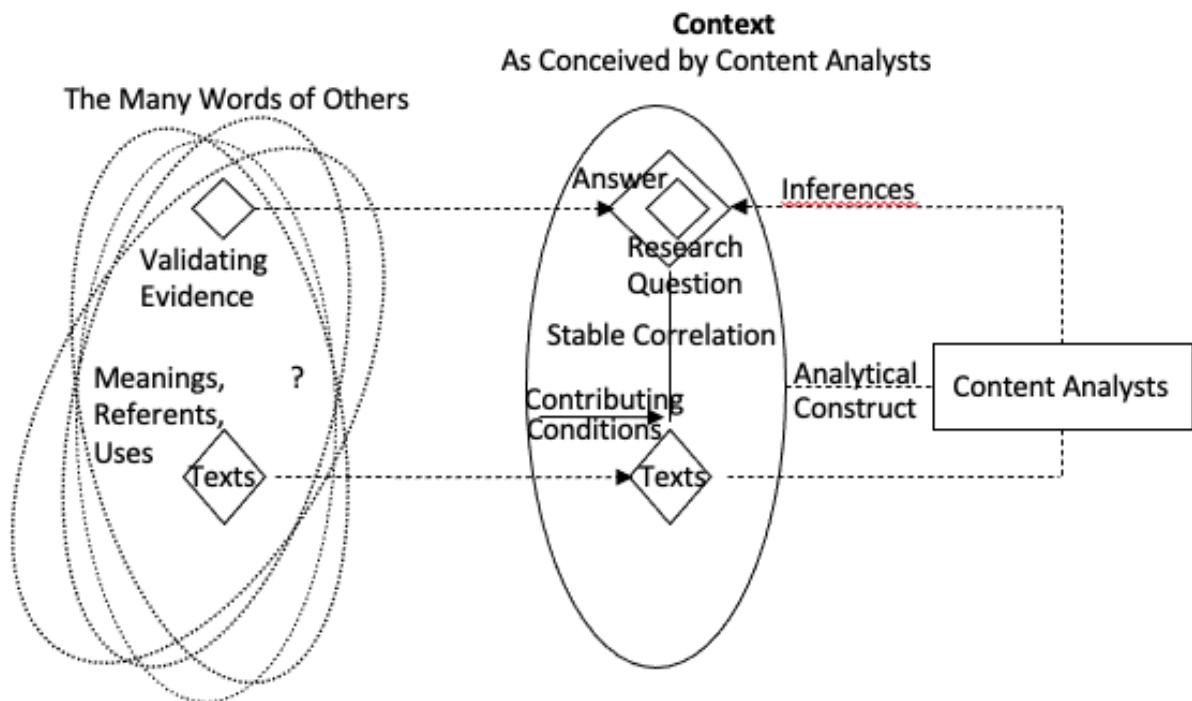 Context
As Conceived by Content Analysts
The Many Words of Others
Answer
Inferences
Validating
Evidence
Research
Question
Stable Correlation
Meanings, ?
Referents,
Uses
Analytical
Construct
Content Analysts
Contributing
Conditions
Texts
Texts